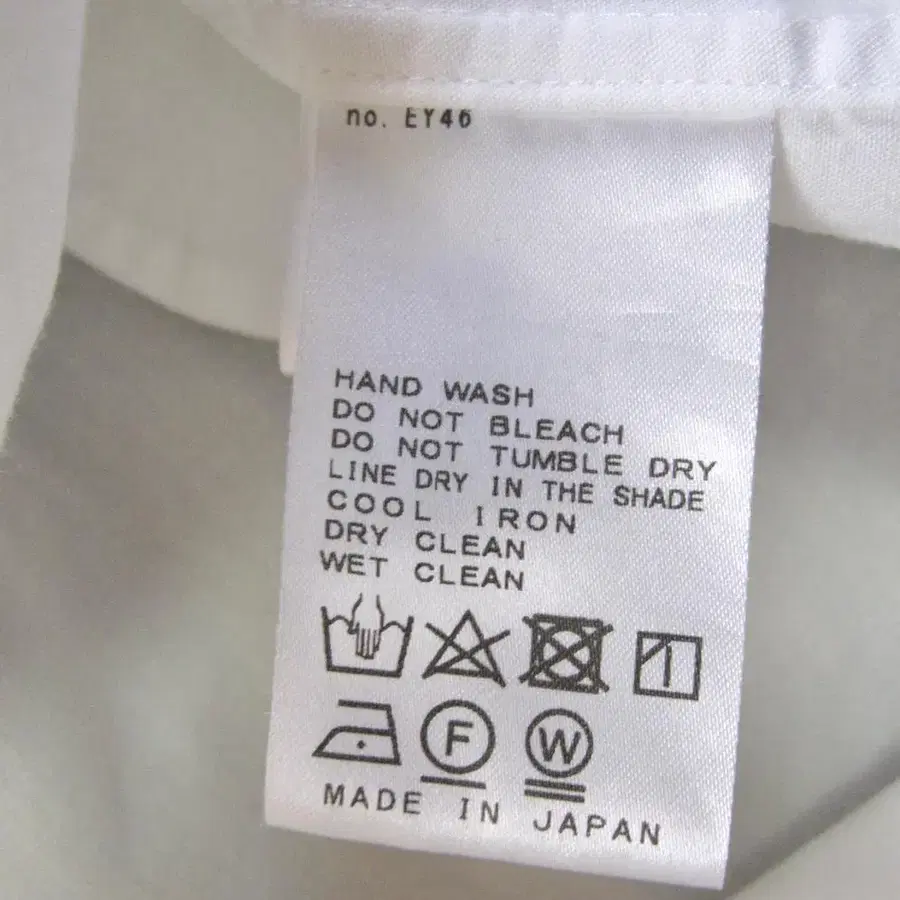 no. EY46
HAND WASH
DO NOT BLEACH
DO NOT TUMBLE DRY
LINE DRY IN THE SHADE
COOL IRON
DRY CLEAN
WET CLEAN
F W
MADE IN JAPAN